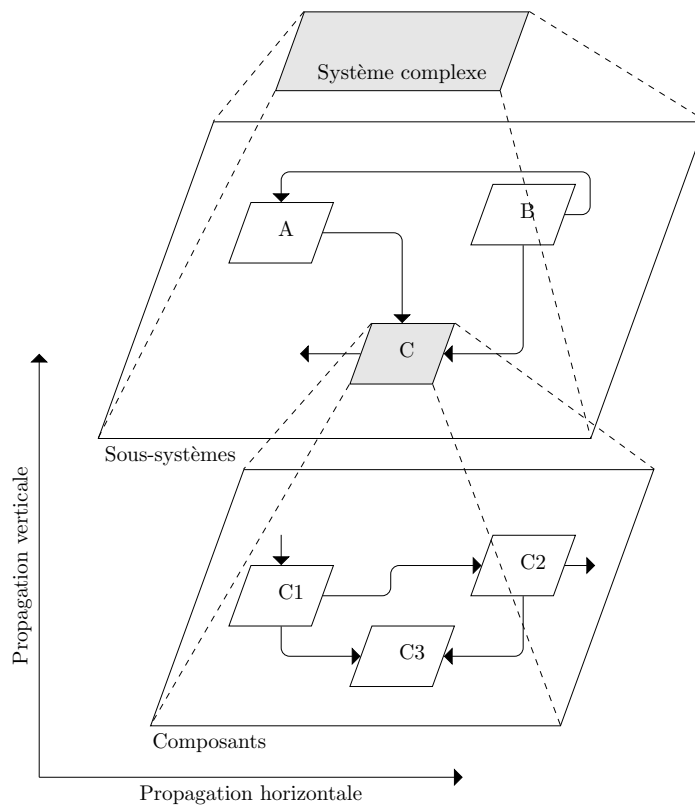 Système complexe
A
B
C
Sous-systèmes
C1
C2
C3
Composants
Propagation verticale
Propagation horizontale